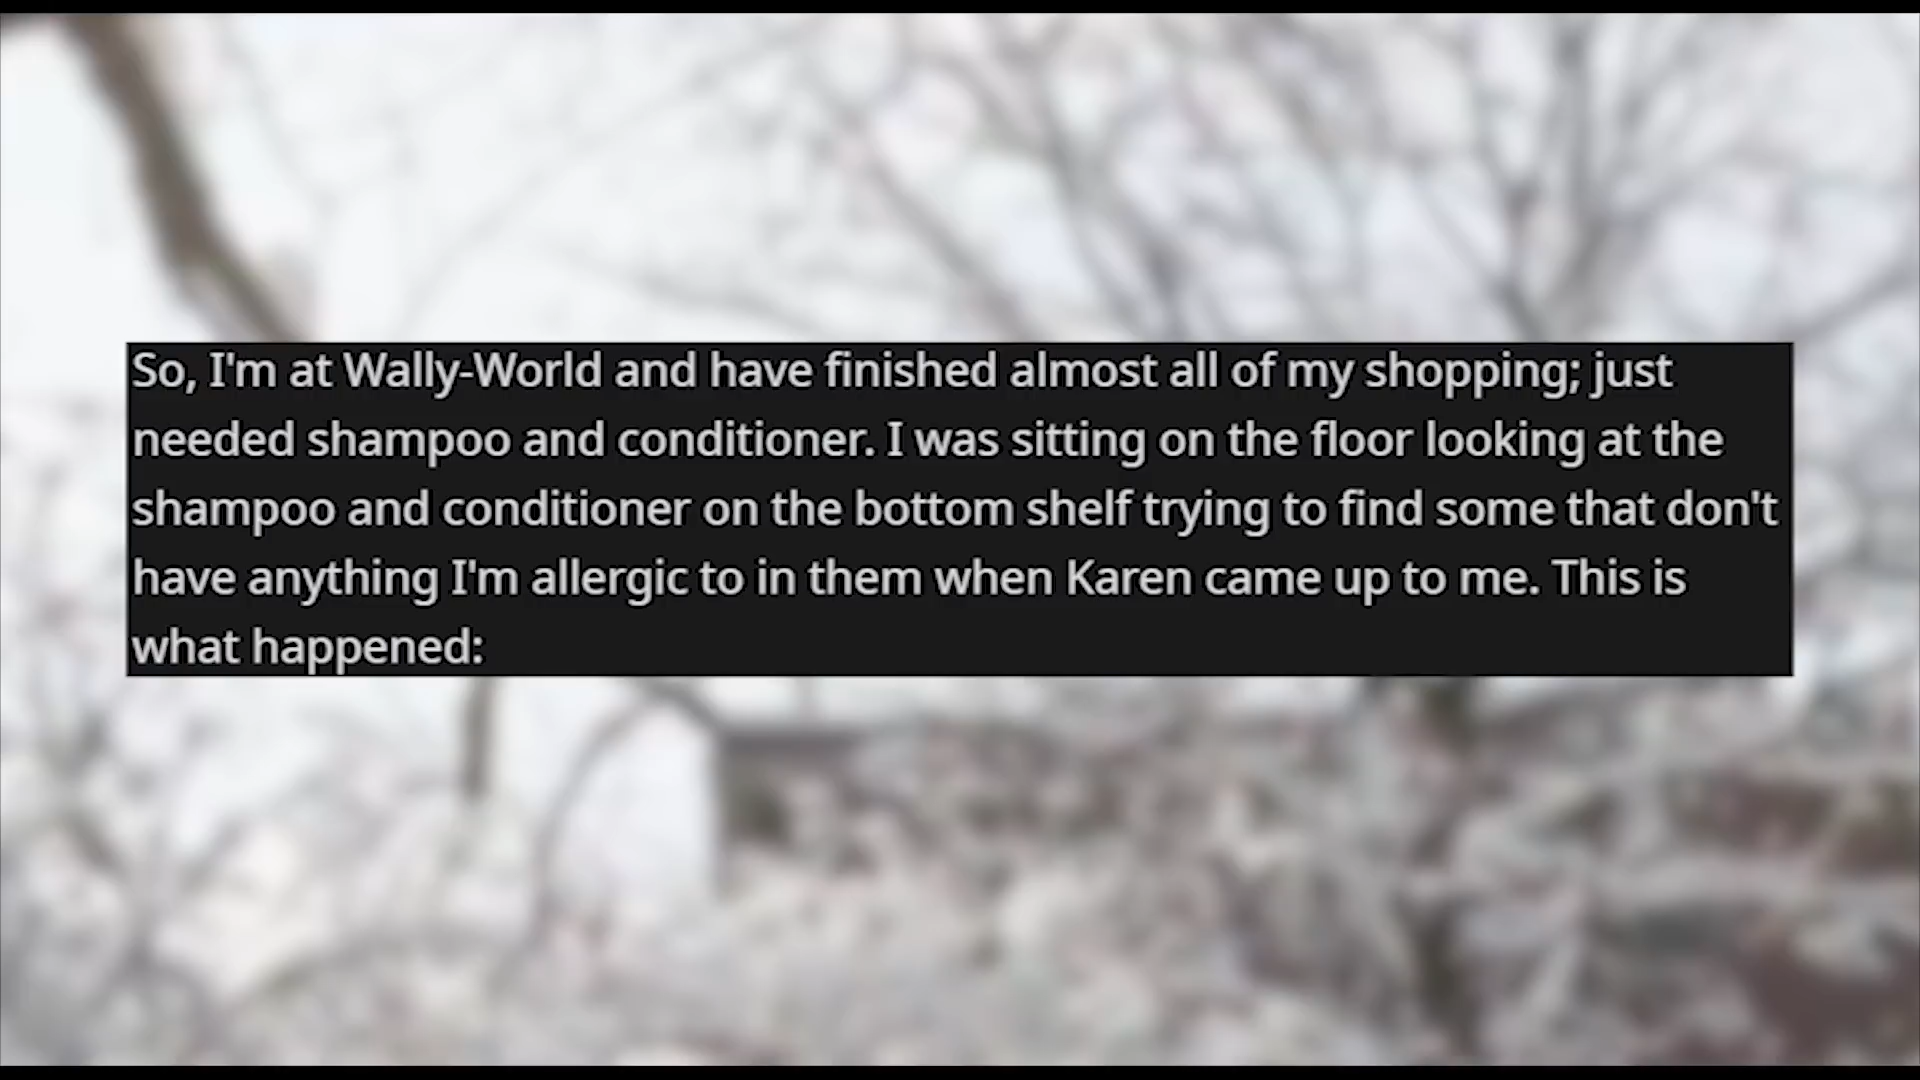 So, I'm at Wally-World and have finished almost all of my shopping; just
needed shampoo and conditioner. I was sitting on the floor looking at the
shampoo and conditioner on the bottom shelf trying to find some that don't
have anything I'm allergic to in them when Karen came up to me. This is
what happened: